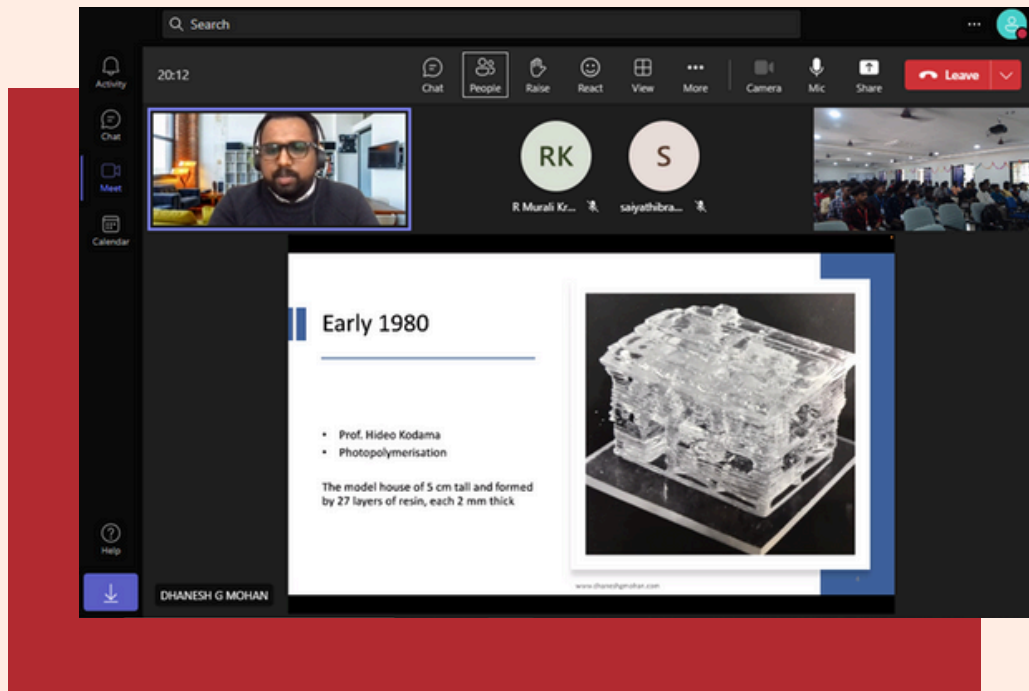 Search
Activity
Chat
Meet
Calendar
Help
20:12
Chat
People
Raise
React
View
More
Camera
Mic
Share
Leave
RK
S
R Murali Kr...
saiyathibra...
Early 1980
• Prof. Hideo Kodama
• Photopolymerisation
The model house of 5 cm tall and formed
by 27 layers of resin, each 2 mm thick
www.dhaneshgmohan.com
DHANESH G MOHAN